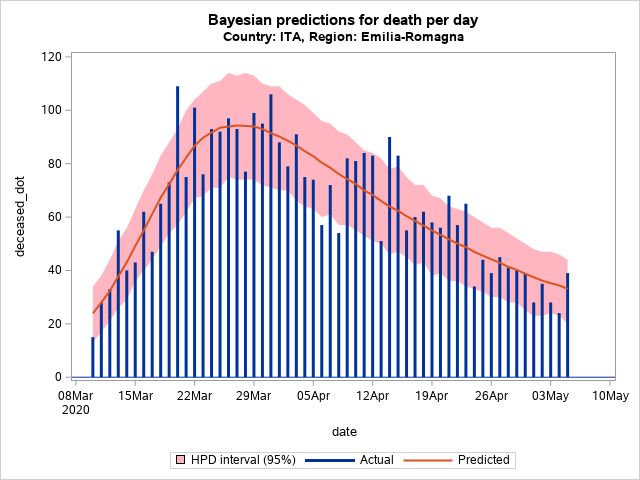 Bayesian predictions for death per day
Country: ITA, Region: Emilia-Romagna
120
100
80
60
40
20
0
deceased_dot
08Mar 15Mar 22Mar 29Mar 05Apr 12Apr 19Apr 26Apr 03May 10May
2020
date
HPD interval (95%) Actual Predicted